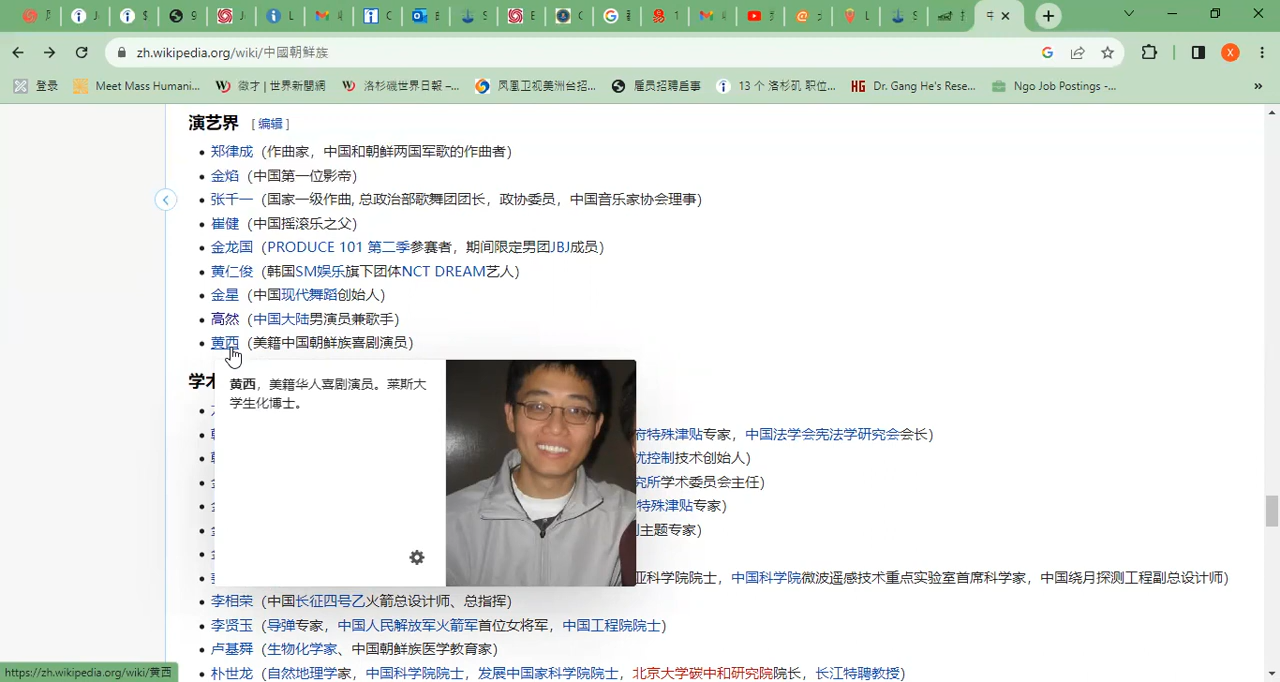 zh.wikipedia.org/wiki/中國朝鮮族
X
登录
Meet Mass Humani...
徵才 | 世界新聞網
洛杉磯世界日報 –...
凤凰卫视美洲台招...
雇员招聘启事
13 个 洛杉矶 职位...
HG Dr. Gang He's Rese...
Ngo Job Postings -...
»
演艺界 [ 编辑 ]
郑律成 (作曲家，中国和朝鲜两国军歌的作曲者)
金焰 (中国第一位影帝)
张千一 (国家一级作曲, 总政治部歌舞团团长，政协委员，中国音乐家协会理事)
崔健 (中国摇滚乐之父)
金龙国 (PRODUCE 101 第二季参赛者，期间限定男团JBJ成员)
黄仁俊 (韩国SM娱乐旗下团体NCT DREAM艺人)
金星 (中国现代舞蹈创始人)
高然 (中国大陆男演员兼歌手)
黄西 (美籍中国朝鲜族喜剧演员)
黄西，美籍华人喜剧演员。莱斯大
学生化博士。
学术
府特殊津贴专家，中国法学会宪法学研究会会长)
优控制技术创始人)
究所学术委员会主任)
特殊津贴专家)
主题专家)
亚科学院院士，中国科学院微波遥感技术重点实验室首席科学家，中国绕月探测工程副总设计师)
李相荣 (中国长征四号乙火箭总设计师、总指挥)
李贤玉 (导弹专家，中国人民解放军火箭军首位女将军，中国工程院院士)
卢基舜 (生物化学家、中国朝鲜族医学教育家)
朴世龙 (自然地理学家，中国科学院院士，发展中国家科学院院士，北京大学碳中和研究院院长，长江特聘教授)
https://zh.wikipedia.org/wiki/黄西